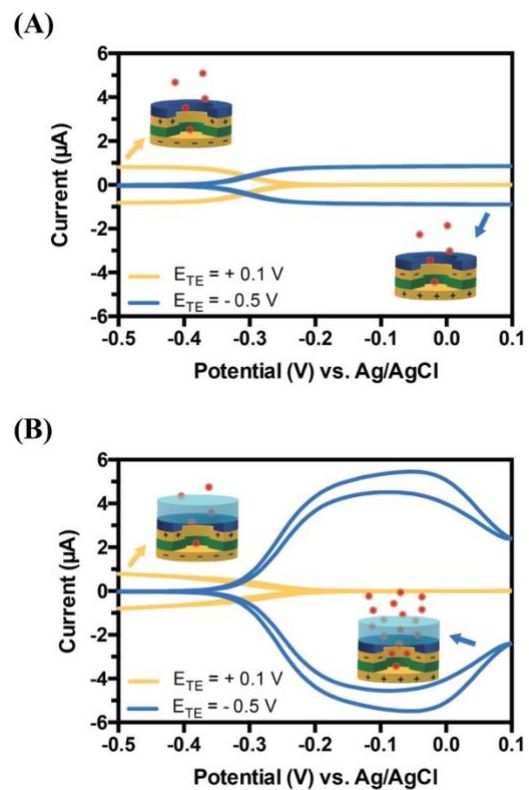 (A)
6
4
2
0
-2
-4
-6
Current (μA)
E_TE = + 0.1 V
E_TE = - 0.5 V
-0.5 -0.4 -0.3 -0.2 -0.1 0.0 0.1
Potential (V) vs. Ag/AgCl
(B)
6
4
2
0
-2
-4
-6
Current (μA)
E_TE = + 0.1 V
E_TE = - 0.5 V
-0.5 -0.4 -0.3 -0.2 -0.1 0.0 0.1
Potential (V) vs. Ag/AgCl